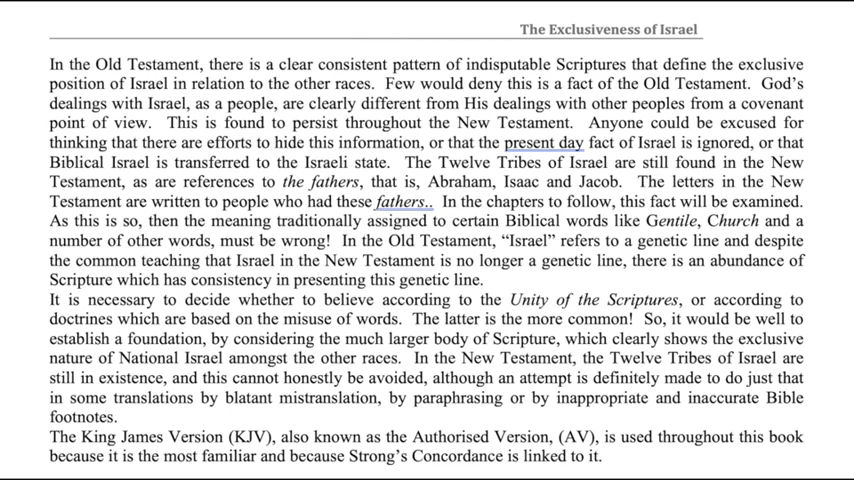 The Exclusiveness of Israel
In the Old Testament, there is a clear consistent pattern of indisputable Scriptures that define the exclusive
position of Israel in relation to the other races. Few would deny this is a fact of the Old Testament. God's
dealings with Israel, as a people, are clearly different from His dealings with other peoples from a covenant
point of view. This is found to persist throughout the New Testament. Anyone could be excused for
thinking that there are efforts to hide this information, or that the present day fact of Israel is ignored, or that
Biblical Israel is transferred to the Israeli state. The Twelve Tribes of Israel are still found in the New
Testament, as are references to the fathers, that is, Abraham, Isaac and Jacob. The letters in the New
Testament are written to people who had these fathers.. In the chapters to follow, this fact will be examined.
As this is so, then the meaning traditionally assigned to certain Biblical words like Gentile, Church and a
number of other words, must be wrong! In the Old Testament, “Israel” refers to a genetic line and despite
the common teaching that Israel in the New Testament is no longer a genetic line, there is an abundance of
Scripture which has consistency in presenting this genetic line.
It is necessary to decide whether to believe according to the Unity of the Scriptures, or according to
doctrines which are based on the misuse of words. The latter is the more common! So, it would be well to
establish a foundation, by considering the much larger body of Scripture, which clearly shows the exclusive
nature of National Israel amongst the other races. In the New Testament, the Twelve Tribes of Israel are
still in existence, and this cannot honestly be avoided, although an attempt is definitely made to do just that
in some translations by blatant mistranslation, by paraphrasing or by inappropriate and inaccurate Bible
footnotes.
The King James Version (KJV), also known as the Authorised Version, (AV), is used throughout this book
because it is the most familiar and because Strong's Concordance is linked to it.